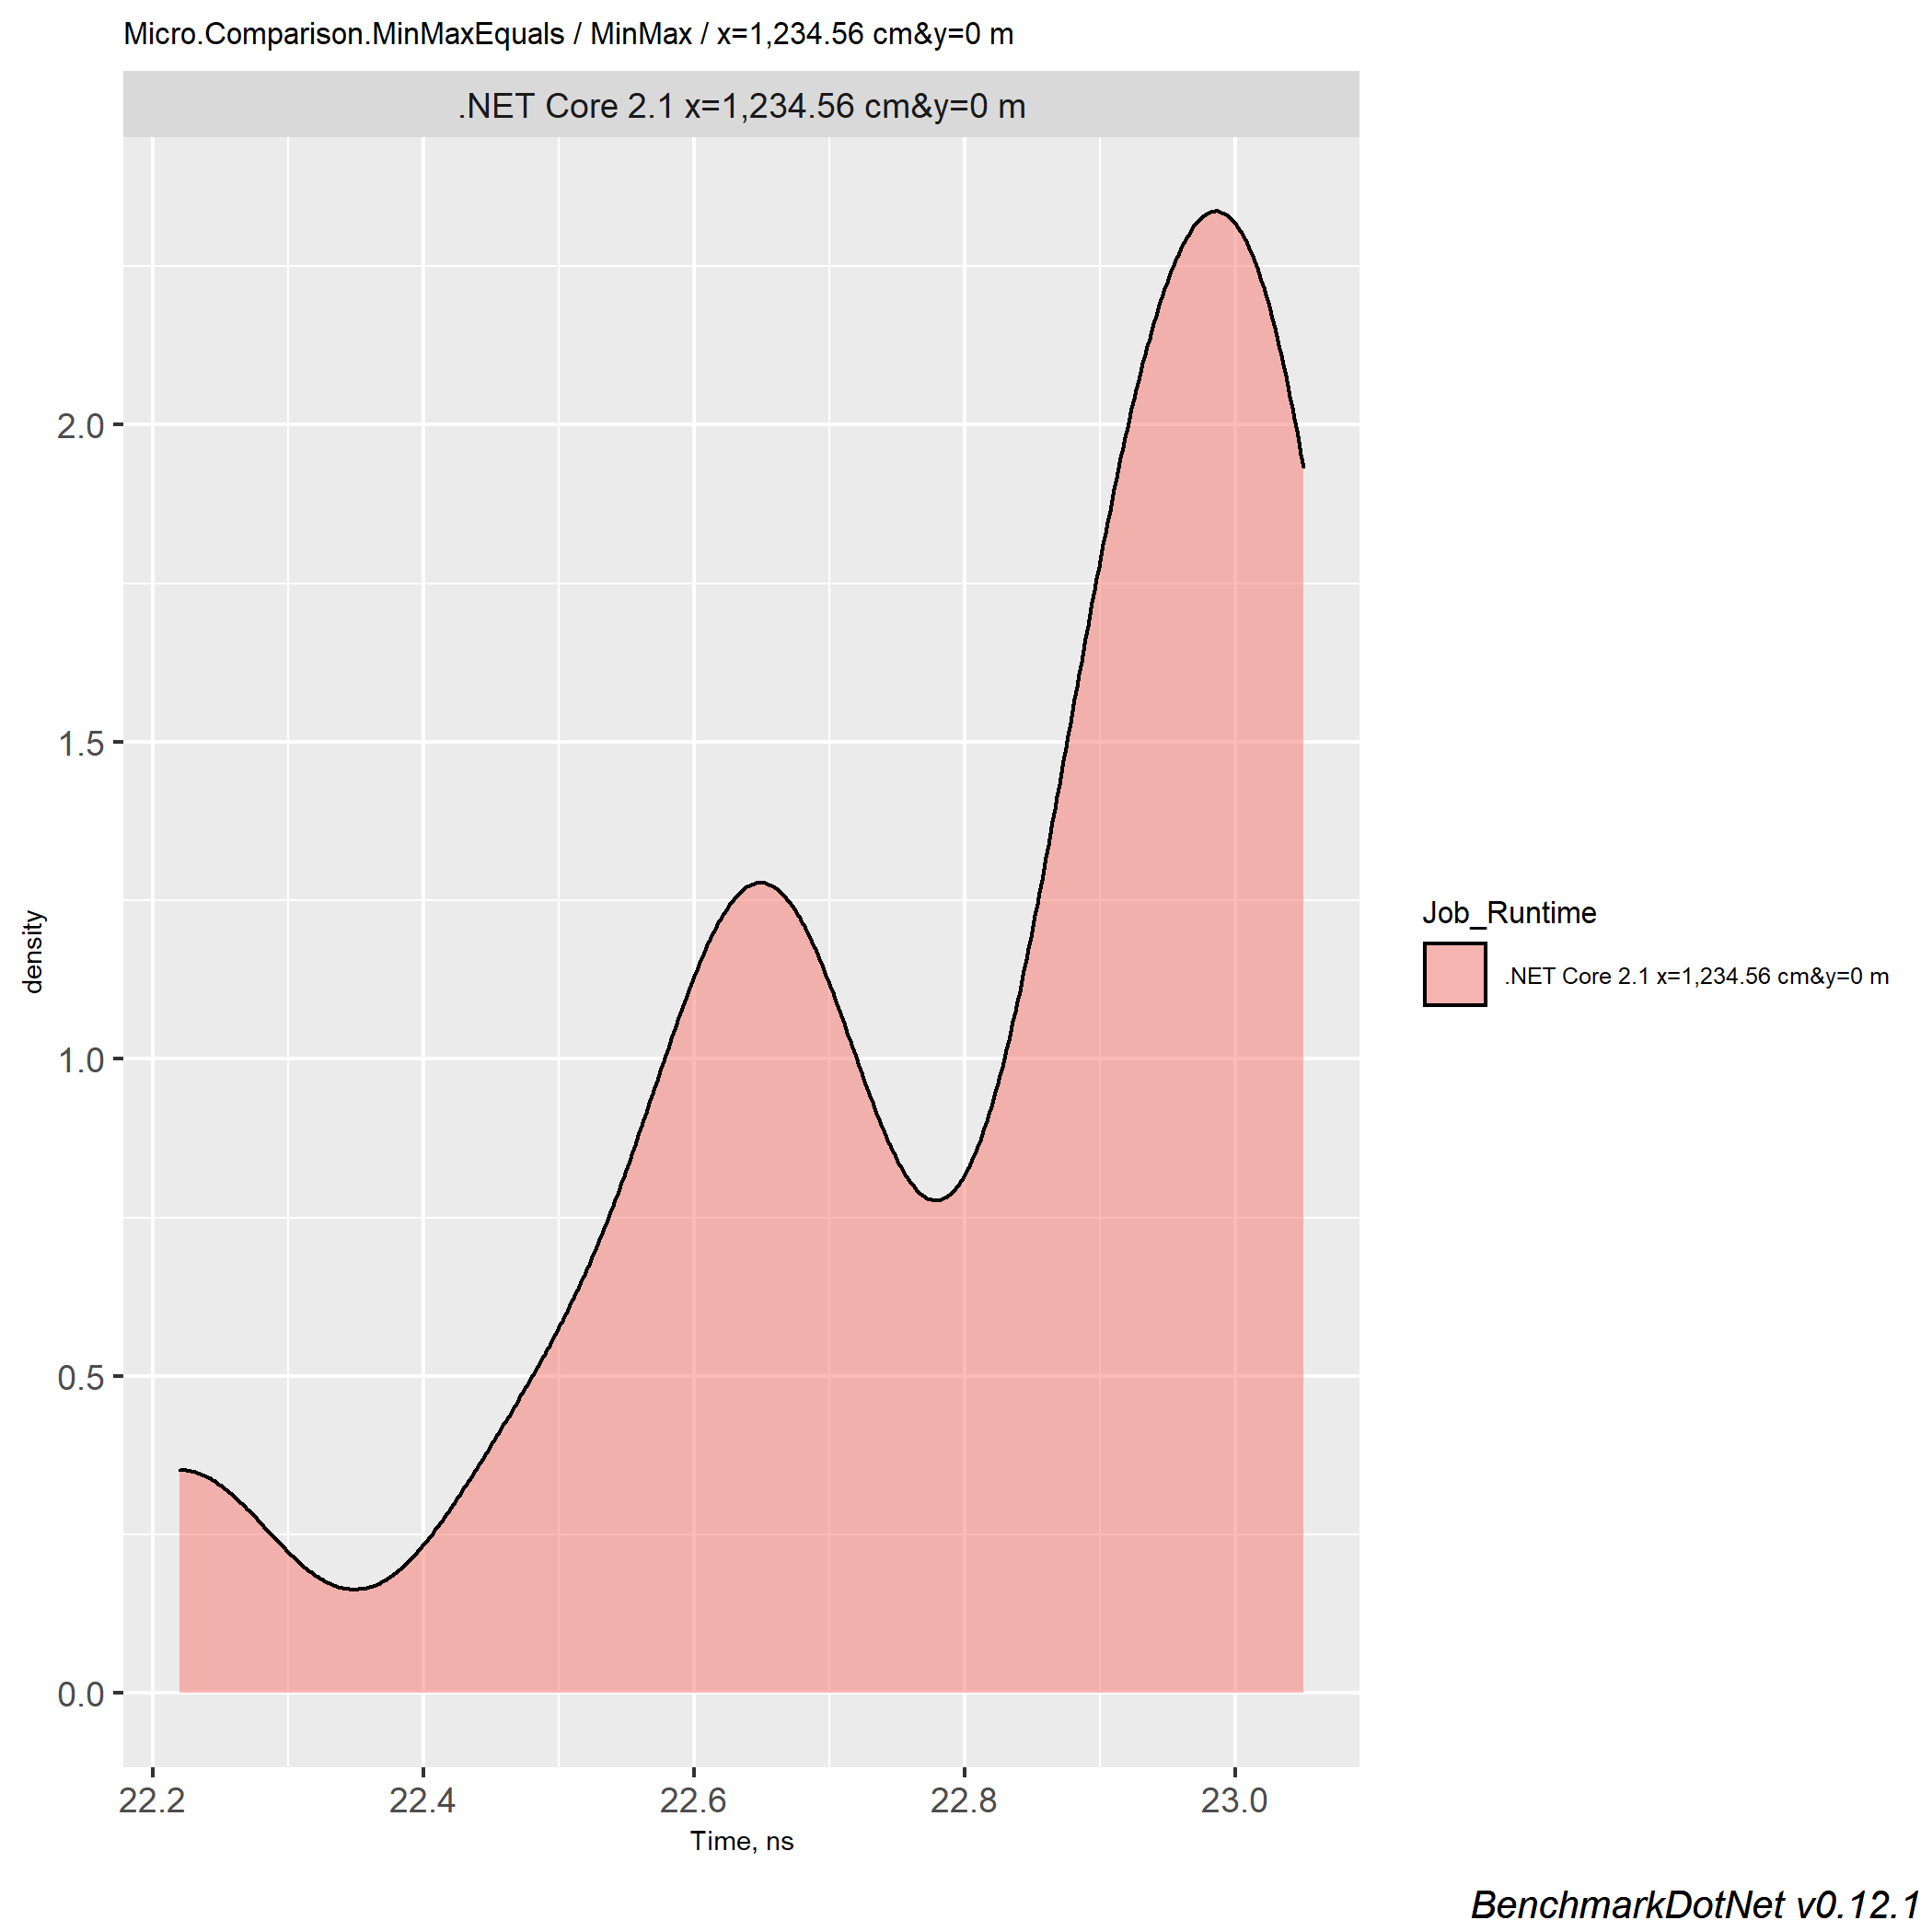 Micro.Comparison.MinMaxEquals / MinMax / x=1,234.56 cm&y=0 m
.NET Core 2.1 x=1,234.56 cm&y=0 m
density
2.0
1.5
1.0
0.5
0.0
22.2 22.4 22.6 22.8 23.0
Time, ns
Job_Runtime
.NET Core 2.1 x=1,234.56 cm&y=0 m
BenchmarkDotNet v0.12.1